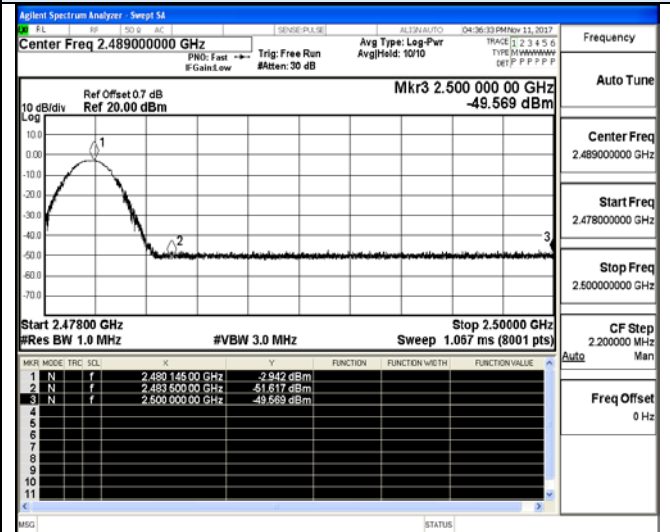 Agilent Spectrum Analyzer - Swept SA
RL RF 50 Ω AC SENSE:PULSE ALIGNAUTO 04:36:33 PM Nov 11, 2017
Center Freq 2.489000000 GHz
PNO: Fast
IFGain:Low
Trig: Free Run
#Atten: 30 dB
Avg Type: Log-Pwr
Avg|Hold: 10/10
TRACE 1 2 3 4 5 6
TYPE MWWWWW
DET P P P P P P
Ref Offset 0.7 dB
10 dB/div Ref 20.00 dBm
Log
Mkr3 2.500 000 00 GHz
-49.569 dBm
10.0
0.00
-10.0
-20.0
-30.0
-40.0
-50.0
-60.0
-70.0
1
2
3
Start 2.47800 GHz Stop 2.50000 GHz
#Res BW 1.0 MHz #VBW 3.0 MHz Sweep 1.067 ms (8001 pts)
MKR MODE TRC SCL X Y FUNCTION FUNCTION WIDTH FUNCTION VALUE
1 N f 2.480 145 00 GHz -2.942 dBm
2 N f 2.483 500 00 GHz -51.617 dBm
3 N f 2.500 000 00 GHz -49.569 dBm
4
5
6
7
8
9
10
11
MSG STATUS
Frequency
Auto Tune
Center Freq
2.489000000 GHz
Start Freq
2.478000000 GHz
Stop Freq
2.500000000 GHz
CF Step
2.200000 MHz
Auto Man
Freq Offset
0 Hz